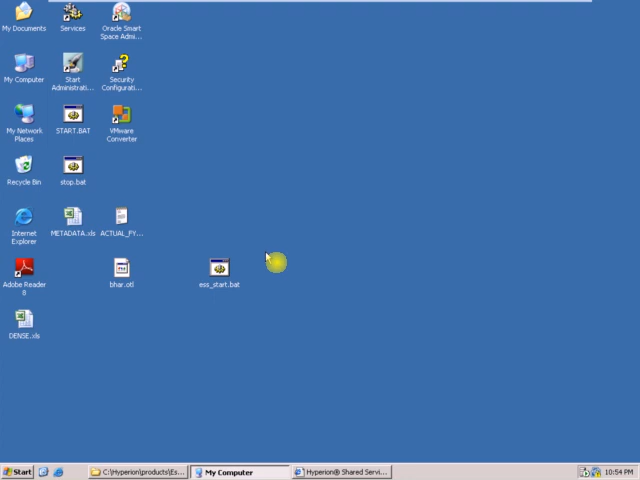 My Documents
Services
Oracle Smart
Space Admi...
My Computer
Start
Administrati...
Security
Configurati...
My Network
Places
START.BAT
VMware
Converter
Recycle Bin
stop.bat
Internet
Explorer
METADATA.xls
ACTUAL_FY...
Adobe Reader
8
bhar.otl
ess_start.bat
DENSE.xls
Start
C:\Hyperion\products\Es...
My Computer
Hyperion® Shared Servi...
10:54 PM